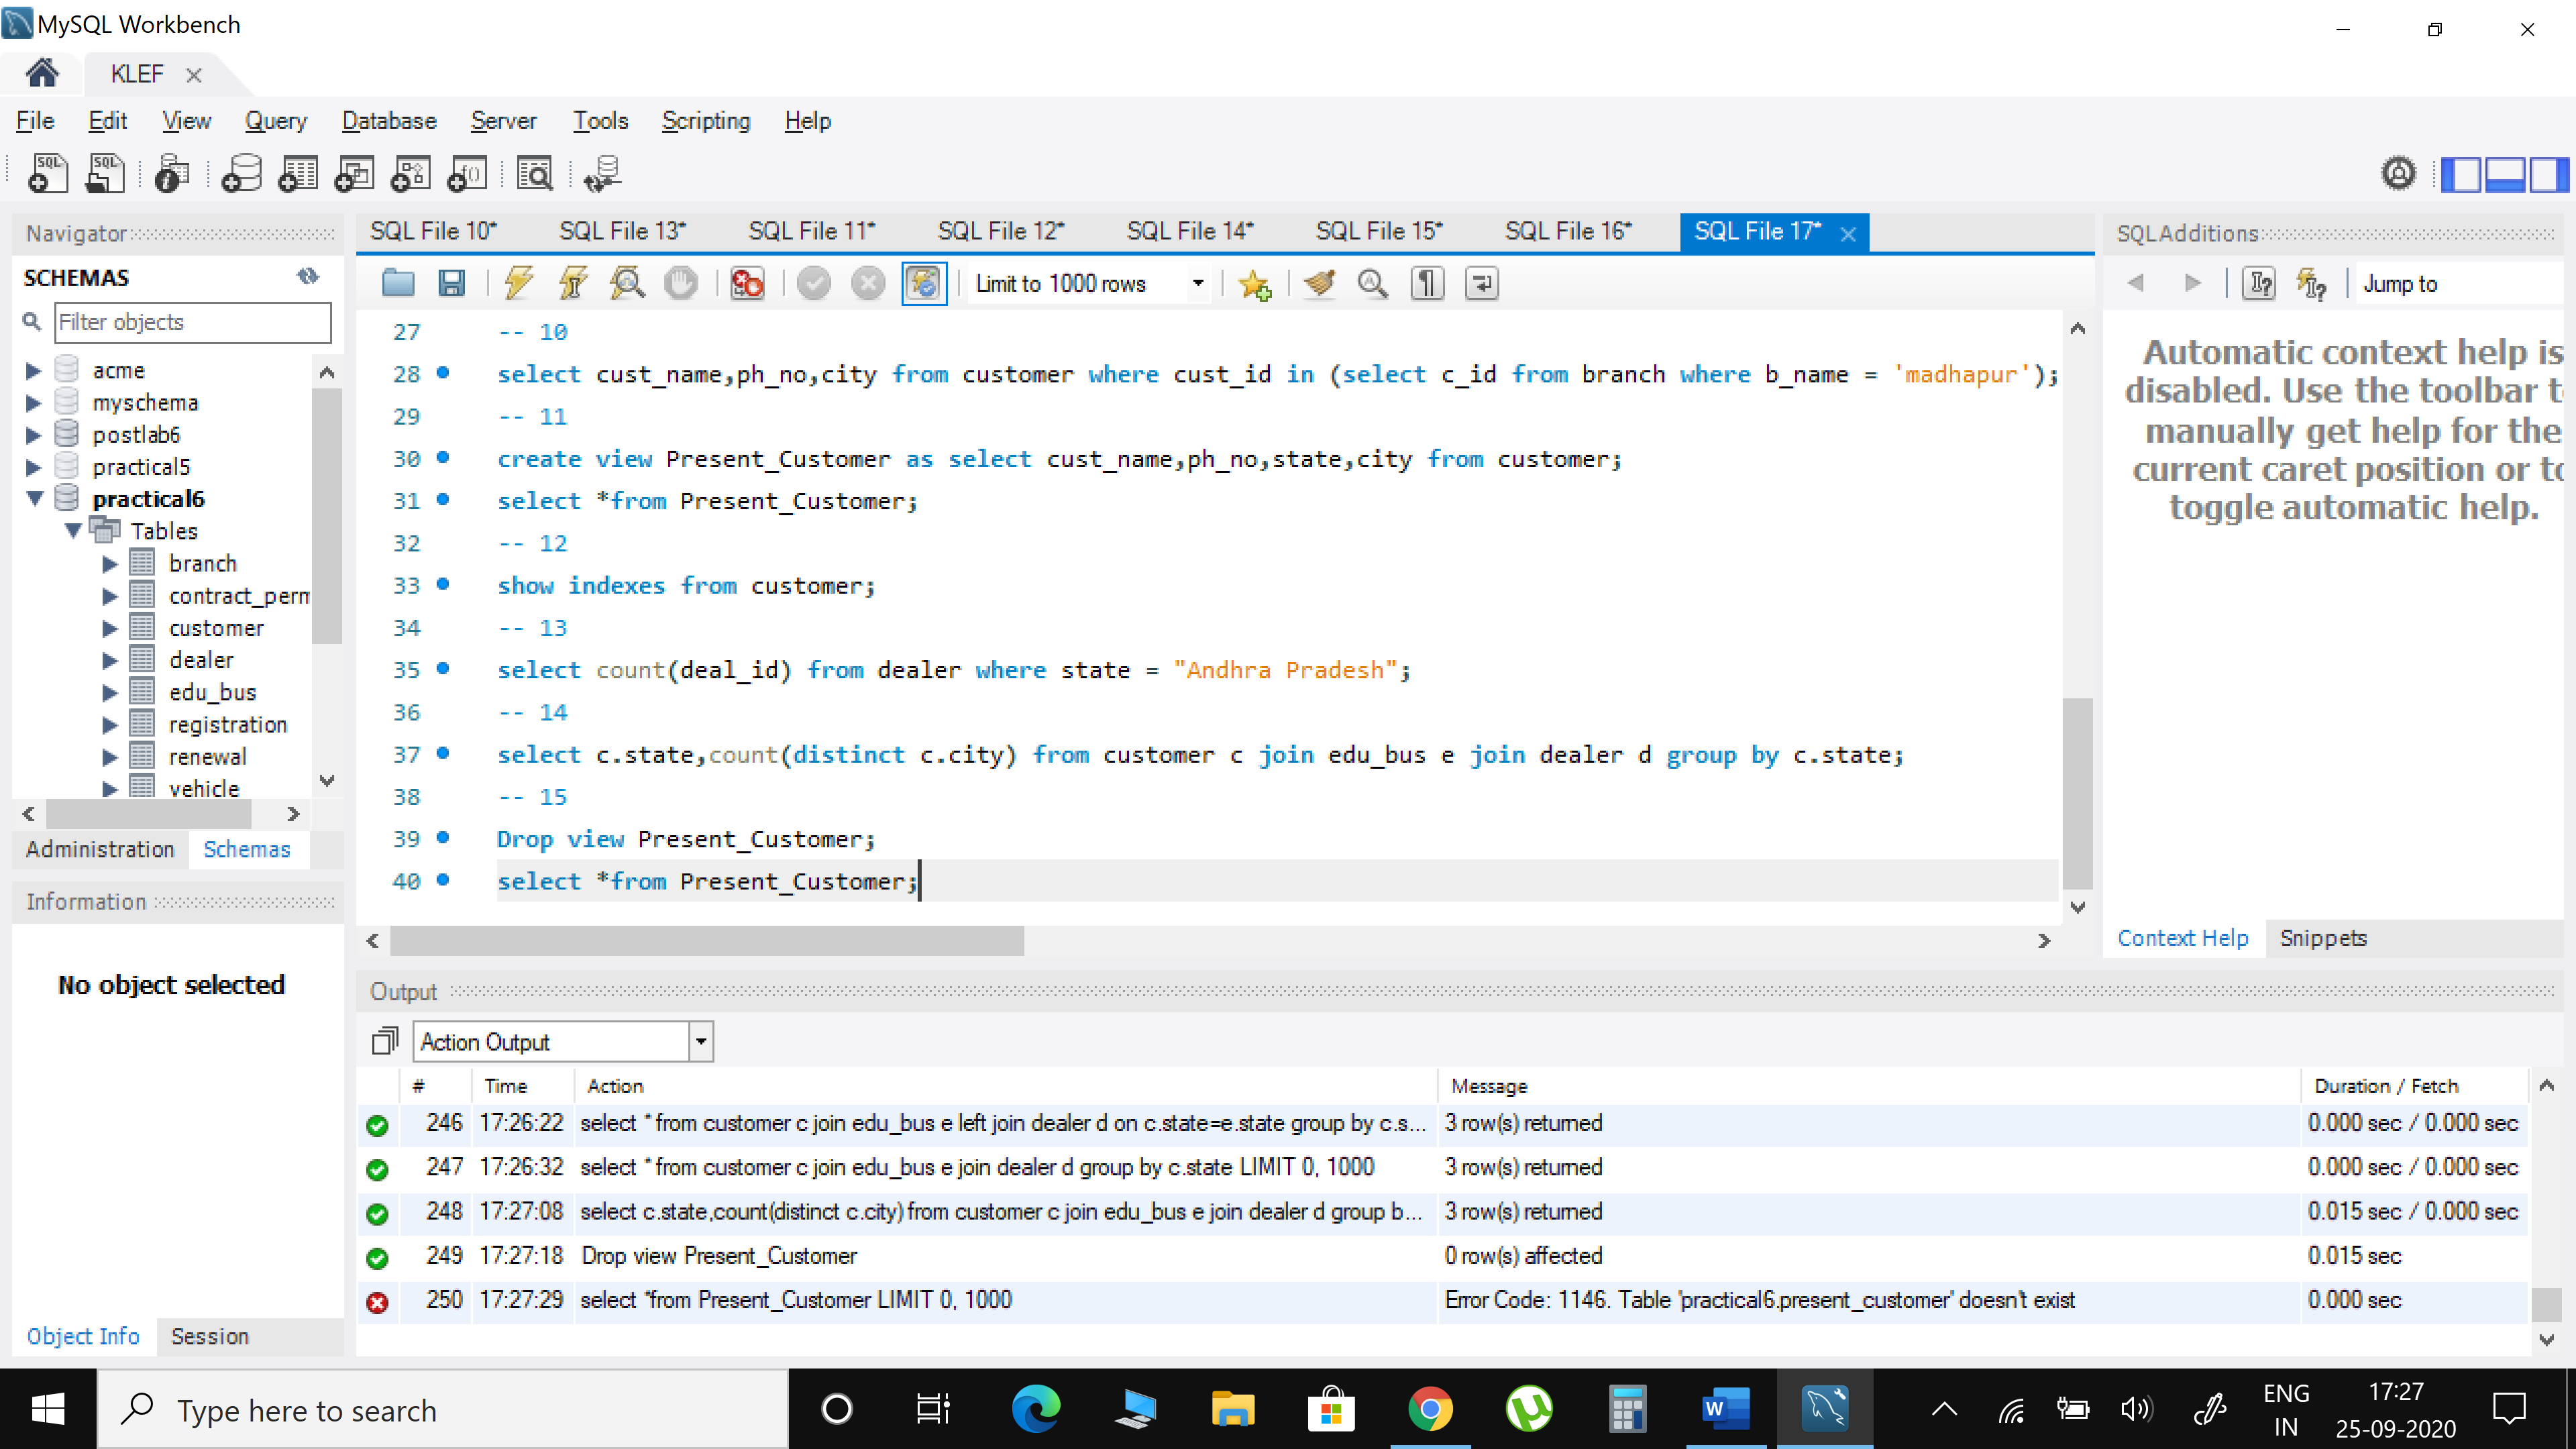 MySQL Workbench
KLEF
File Edit View Query Database Server Tools Scripting Help
Navigator
SCHEMAS
Filter objects
acme
myschema
postlab6
practical5
practical6
Tables
branch
contract_perm
customer
dealer
edu_bus
registration
renewal
vehicle
Administration Schemas
Information
No object selected
Object Info Session
SQL File 10* SQL File 13* SQL File 11* SQL File 12* SQL File 14* SQL File 15* SQL File 16* SQL File 17*
Limit to 1000 rows
27 -- 10
28 select cust_name,ph_no,city from customer where cust_id in (select c_id from branch where b_name = 'madhapur');
29 -- 11
30 create view Present_Customer as select cust_name,ph_no,state,city from customer;
31 select *from Present_Customer;
32 -- 12
33 show indexes from customer;
34 -- 13
35 select count(deal_id) from dealer where state = "Andhra Pradesh";
36 -- 14
37 select c.state,count(distinct c.city) from customer c join edu_bus e join dealer d group by c.state;
38 -- 15
39 Drop view Present_Customer;
40 select *from Present_Customer;
SQLAdditions
Jump to
Automatic context help is
disabled. Use the toolbar t
manually get help for the
current caret position or to
toggle automatic help.
Context Help Snippets
Output
Action Output
# Time Action Message Duration / Fetch
246 17:26:22 select * from customer c join edu_bus e left join dealer d on c.state=e.state group by c.s... 3 row(s) returned 0.000 sec / 0.000 sec
247 17:26:32 select * from customer c join edu_bus e join dealer d group by c.state LIMIT 0, 1000 3 row(s) returned 0.000 sec / 0.000 sec
248 17:27:08 select c.state,count(distinct c.city) from customer c join edu_bus e join dealer d group b... 3 row(s) returned 0.015 sec / 0.000 sec
249 17:27:18 Drop view Present_Customer 0 row(s) affected 0.015 sec
250 17:27:29 select *from Present_Customer LIMIT 0, 1000 Error Code: 1146. Table 'practical6.present_customer' doesn't exist 0.000 sec
Type here to search
ENG
IN
17:27
25-09-2020